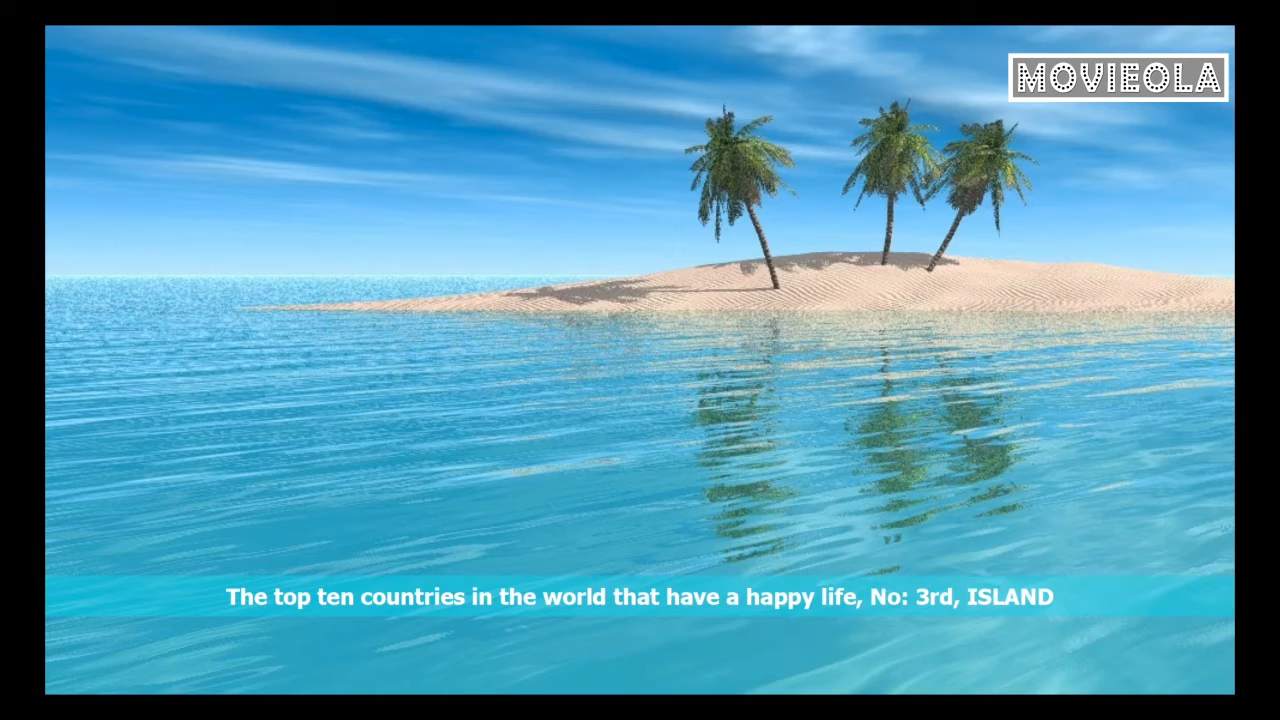 MOVIEOLA
The top ten countries in the world that have a happy life, No: 3rd, ISLAND